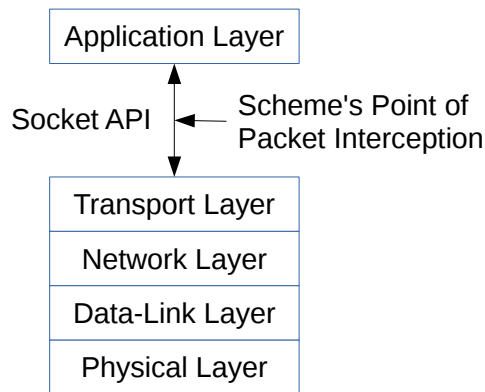 Application Layer
Socket API
Scheme's Point of
Packet Interception
Transport Layer
Network Layer
Data-Link Layer
Physical Layer